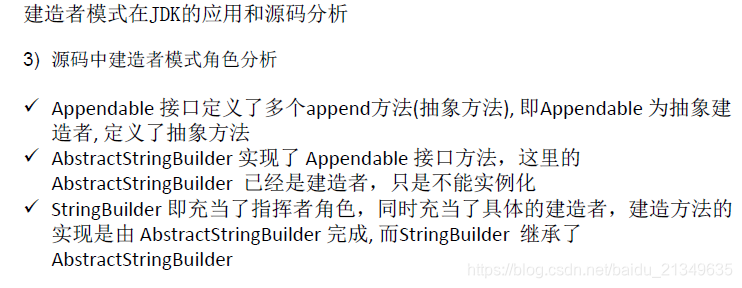 建造者模式在JDK的应用和源码分析
3) 源码中建造者模式角色分析
✓ Appendable 接口定义了多个append方法(抽象方法), 即Appendable 为抽象建
造者, 定义了抽象方法
✓ AbstractStringBuilder 实现了 Appendable 接口方法，这里的
AbstractStringBuilder 已经是建造者，只是不能实例化
✓ StringBuilder 即充当了指挥者角色，同时充当了具体的建造者，建造方法的
实现是由 AbstractStringBuilder 完成, 而StringBuilder 继承了
AbstractStringBuilder
https://blog.csdn.net/baidu_21349635